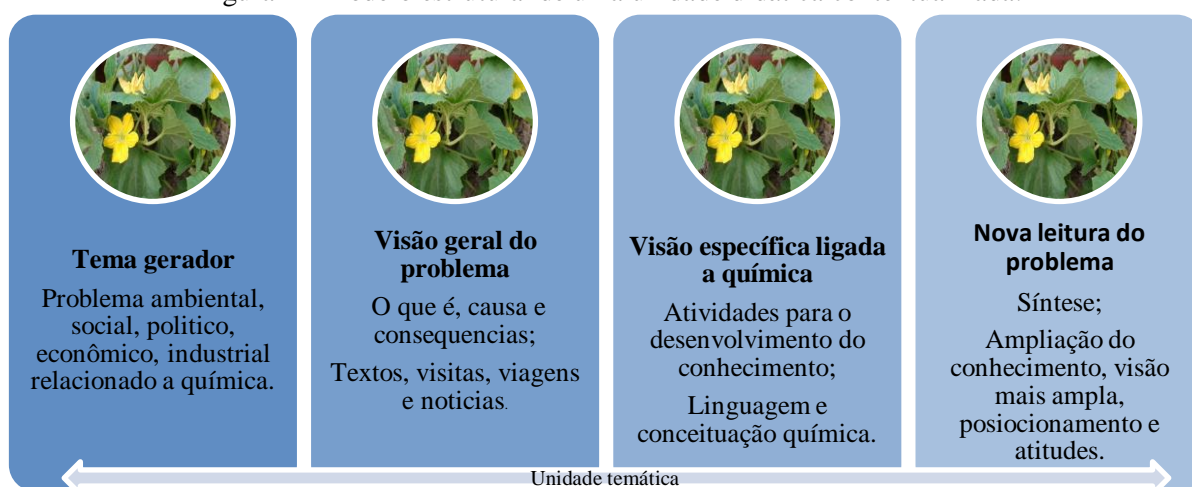 Tema gerador
Problema ambiental,
social, politico,
econômico, industrial
relacionado a química.
Visão geral do
problema
O que é, causa e
consequencias;
Textos, visitas, viagens
e noticias.
Visão específica ligada
a química
Atividades para o
desenvolvimento do
conhecimento;
Linguagem e
conceituação química.
Nova leitura do
problema
Síntese;
Ampliação do
conhecimento, visão
mais ampla,
posiocionamento e
atitudes.
Unidade temática